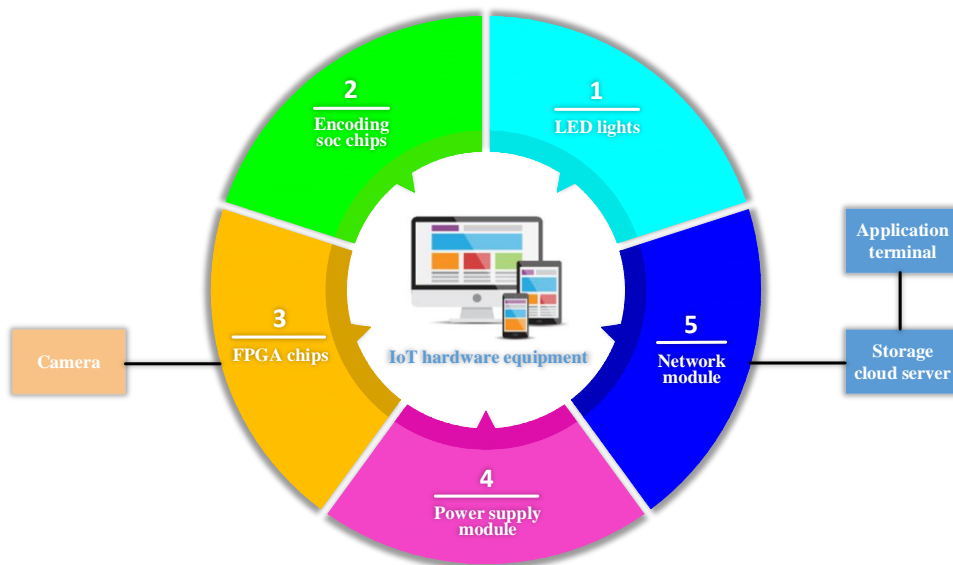 1
LED lights
2
Encoding
soc chips
3
FPGA chips
4
Power supply
module
5
Network
module
IoT hardware equipment
Camera
Application
terminal
Storage
cloud server